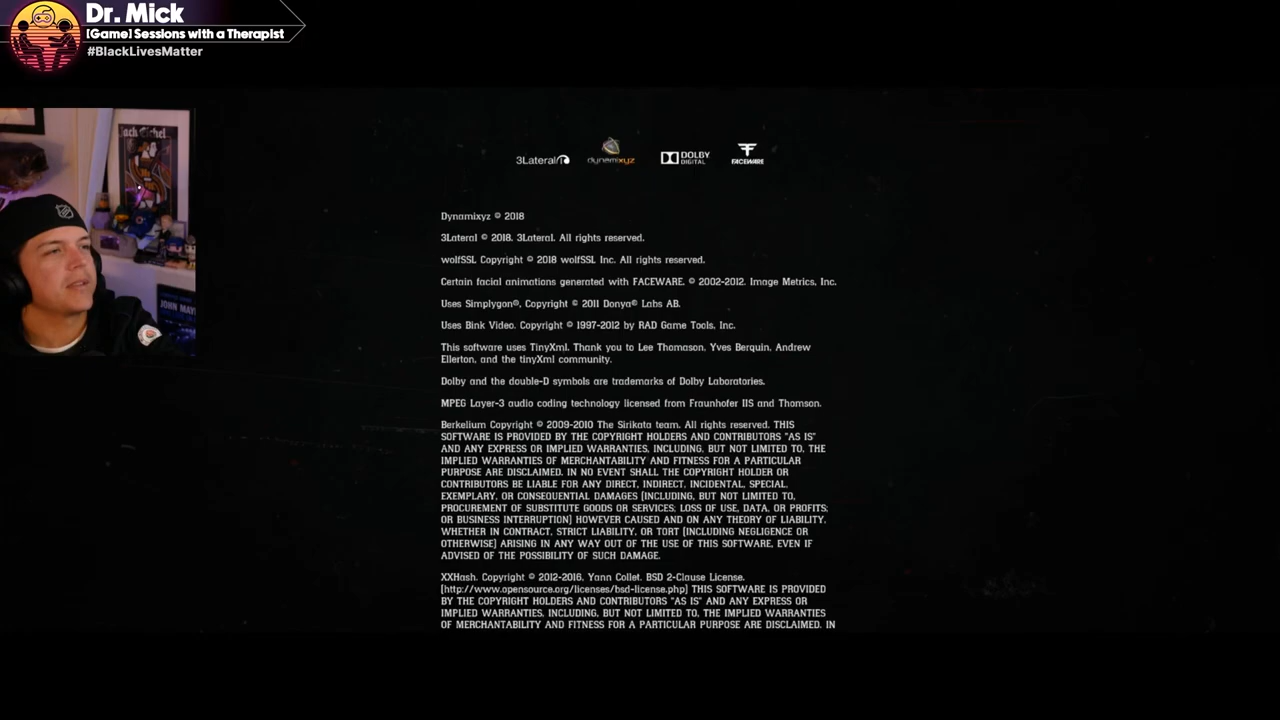 Dr. Mick
[Game] Sessions with a Therapist
#BlackLivesMatter
Jack Eichel
JOHN MAY
3Lateral
dynamixyz
DOLBY
DIGITAL
FACEWARE
Dynamixyz © 2018
3Lateral © 2018. 3Lateral. All rights reserved.
wolfSSL Copyright © 2018 wolfSSL Inc. All rights reserved.
Certain facial animations generated with FACEWARE. © 2002-2012. Image Metrics, Inc.
Uses Simplygon®, Copyright © 2011 Donya® Labs AB.
Uses Bink Video. Copyright © 1997-2012 by RAD Game Tools, Inc.
This software uses TinyXml. Thank you to Lee Thomason, Yves Berquin, Andrew
Ellerton, and the tinyXml community.
Dolby and the double-D symbols are trademarks of Dolby Laboratories.
MPEG Layer-3 audio coding technology licensed from Fraunhofer IIS and Thomson.
Berkelium Copyright © 2009-2010 The Sirikata team. All rights reserved. THIS
SOFTWARE IS PROVIDED BY THE COPYRIGHT HOLDERS AND CONTRIBUTORS "AS IS"
AND ANY EXPRESS OR IMPLIED WARRANTIES, INCLUDING, BUT NOT LIMITED TO, THE
IMPLIED WARRANTIES OF MERCHANTABILITY AND FITNESS FOR A PARTICULAR
PURPOSE ARE DISCLAIMED. IN NO EVENT SHALL THE COPYRIGHT HOLDER OR
CONTRIBUTORS BE LIABLE FOR ANY DIRECT, INDIRECT, INCIDENTAL, SPECIAL,
EXEMPLARY, OR CONSEQUENTIAL DAMAGES [INCLUDING, BUT NOT LIMITED TO,
PROCUREMENT OF SUBSTITUTE GOODS OR SERVICES; LOSS OF USE, DATA, OR PROFITS;
OR BUSINESS INTERRUPTION] HOWEVER CAUSED AND ON ANY THEORY OF LIABILITY,
WHETHER IN CONTRACT, STRICT LIABILITY, OR TORT [INCLUDING NEGLIGENCE OR
OTHERWISE] ARISING IN ANY WAY OUT OF THE USE OF THIS SOFTWARE, EVEN IF
ADVISED OF THE POSSIBILITY OF SUCH DAMAGE.
XXHash. Copyright © 2012-2016, Yann Collet. BSD 2-Clause License.
[http://www.opensource.org/licenses/bsd-license.php] THIS SOFTWARE IS PROVIDED
BY THE COPYRIGHT HOLDERS AND CONTRIBUTORS "AS IS" AND ANY EXPRESS OR
IMPLIED WARRANTIES, INCLUDING, BUT NOT LIMITED TO, THE IMPLIED WARRANTIES
OF MERCHANTABILITY AND FITNESS FOR A PARTICULAR PURPOSE ARE DISCLAIMED. IN